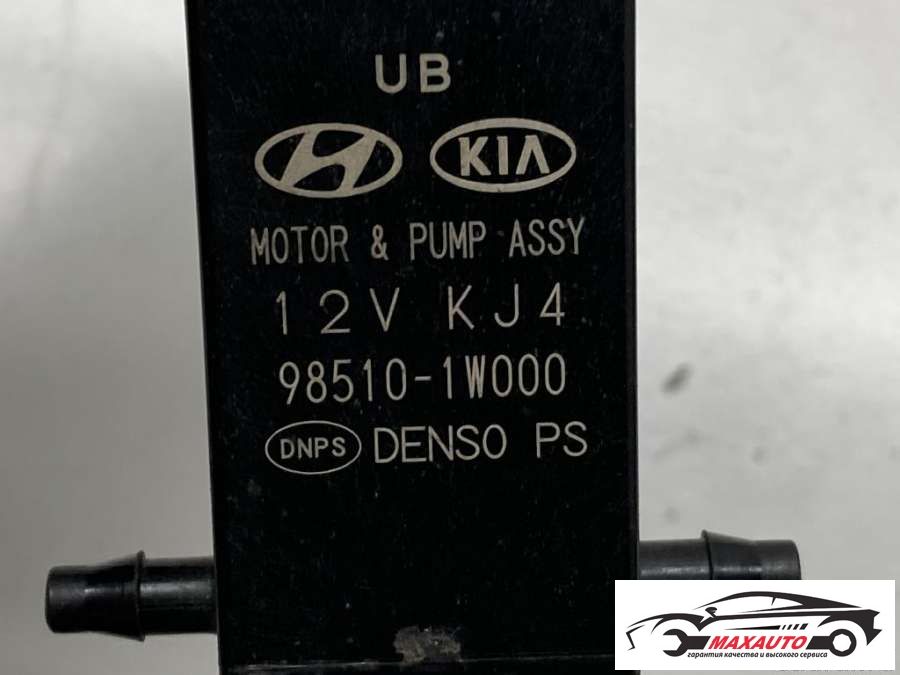 UB
KIA
MOTOR & PUMP ASSY
12V KJ4
98510-1W000
DNPS DENSO PS
MAXAUTO
гарантия качества и высокого сервиса